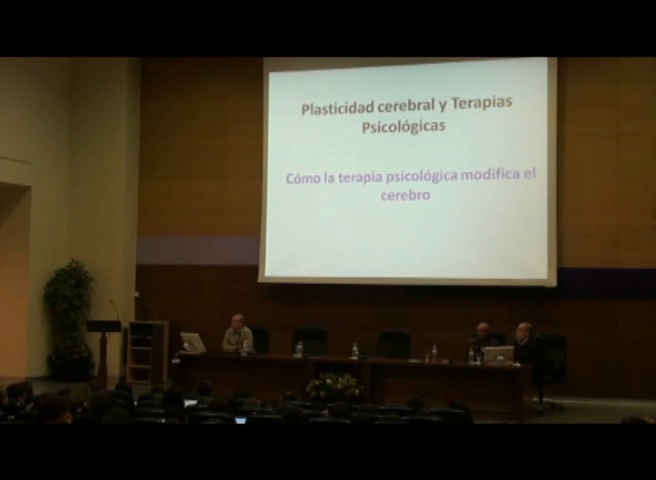 Plasticidad cerebral y Terapias
Psicológicas
Cómo la terapia psicológica modifica el
cerebro